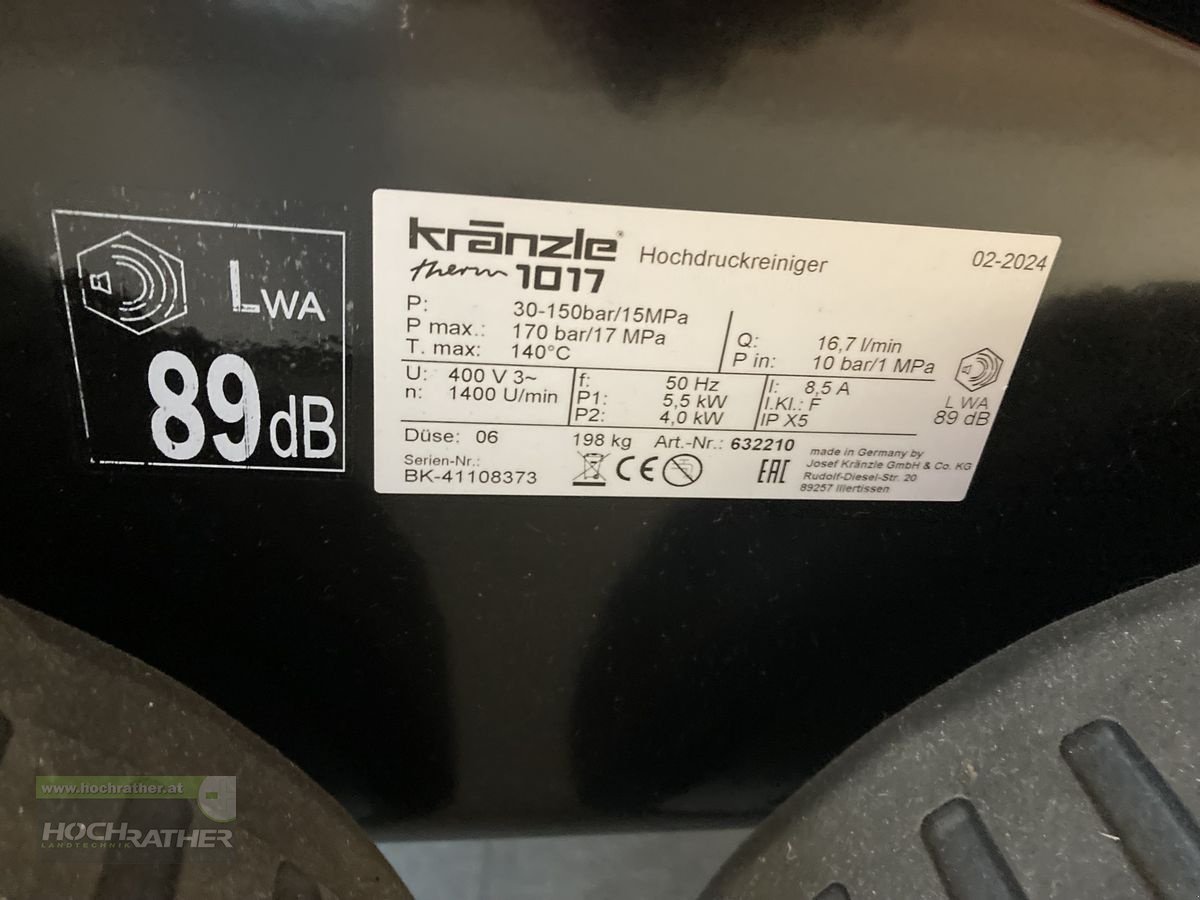 LWA
89dB
kränzle®
therm 1017
Hochdruckreiniger
02-2024
P: 30-150bar/15MPa
P max.: 170 bar/17 MPa
T. max: 140°C
Q: 16,7 l/min
P in: 10 bar/1 MPa
U: 400 V 3~
n: 1400 U/min
f: 50 Hz
P1: 5,5 kW
P2: 4,0 kW
I: 8,5 A
I.Kl.: F
IP X5
L WA
89 dB
Düse: 06
198 kg
Art.-Nr.: 632210
Serien-Nr.:
BK-41108373
CE
EAC
made in Germany by
Josef Kränzle GmbH & Co. KG
Rudolf-Diesel-Str. 20
89257 Illertissen
www.hochrather.at
HOCHRATHER
LANDTECHNIK